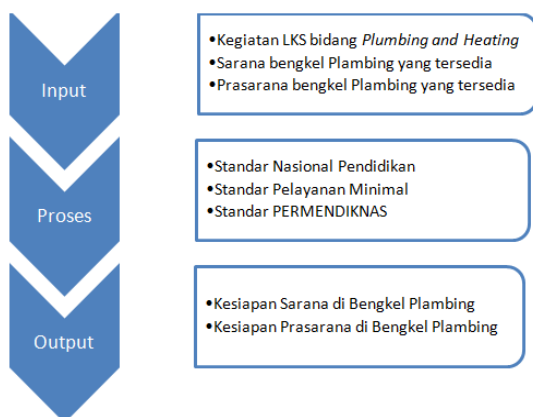 Input
•Kegiatan LKS bidang Plumbing and Heating
•Sarana bengkel Plambing yang tersedia
•Prasarana bengkel Plambing yang tersedia
Proses
•Standar Nasional Pendidikan
•Standar Pelayanan Minimal
•Standar PERMENDIKNAS
Output
•Kesiapan Sarana di Bengkel Plambing
•Kesiapan Prasarana di Bengkel Plambing